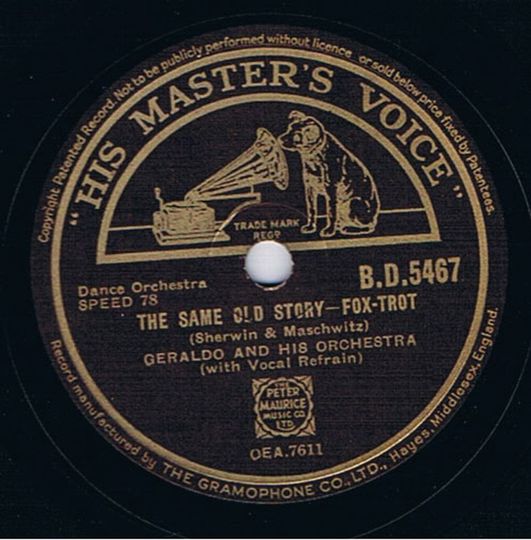 Copyright Patented Record. Not to be publicly performed without licence or sold below price fixed by Patentees.
"HIS MASTER'S VOICE"
TRADE MARK
REGD
Dance Orchestra
SPEED 78
B.D.5467
THE SAME OLD STORY—FOX-TROT
(Sherwin & Maschwitz)
GERALDO AND HIS ORCHESTRA
(with Vocal Refrain)
THE
PETER
MAURICE
MUSIC CO
LTD
OEA.7611
Record manufactured by THE GRAMOPHONE CO., LTD., Hayes, Middlesex, England.